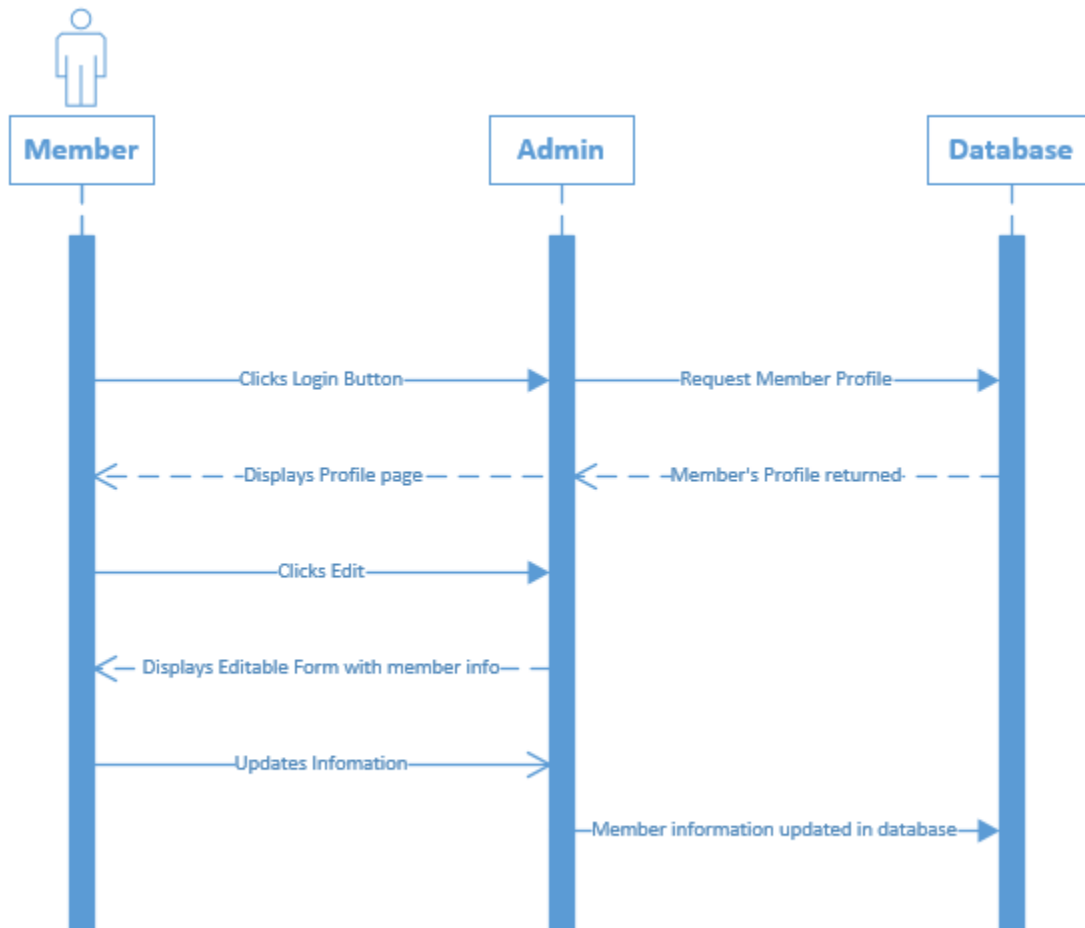 Member
Admin
Database
Clicks Login Button
Request Member Profile
Displays Profile page
Member's Profile returned
Clicks Edit
Displays Editable Form with member info
Updates Infomation
Member information updated in database